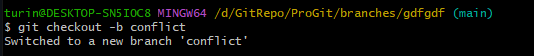 turin@DESKTOP-SN5IOC8 MINGW64 /d/GitRepo/ProGit/branches/gdfgdf (main)
$ git checkout -b conflict
Switched to a new branch 'conflict'